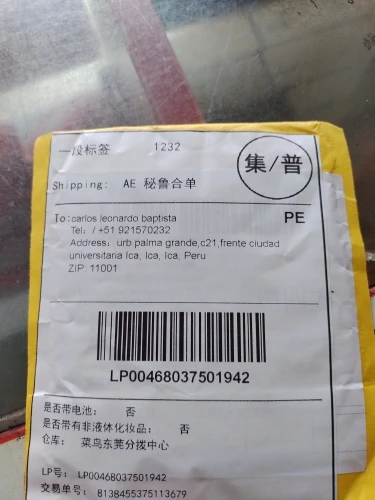 一段标签 1232
集/普
Shipping: AE 秘鲁合单
To: carlos leonardo baptista PE
Tel: / +51 921570232
Address: urb palma grande,c21,frente ciudad
universitaria Ica, Ica, Ica, Peru
ZIP: 11001
LP00468037501942
是否带电池: 否
是否带有非液体化妆品: 否
仓库: 菜鸟东莞分拨中心
LP号: LP00468037501942
交易单号: 8138455375113679